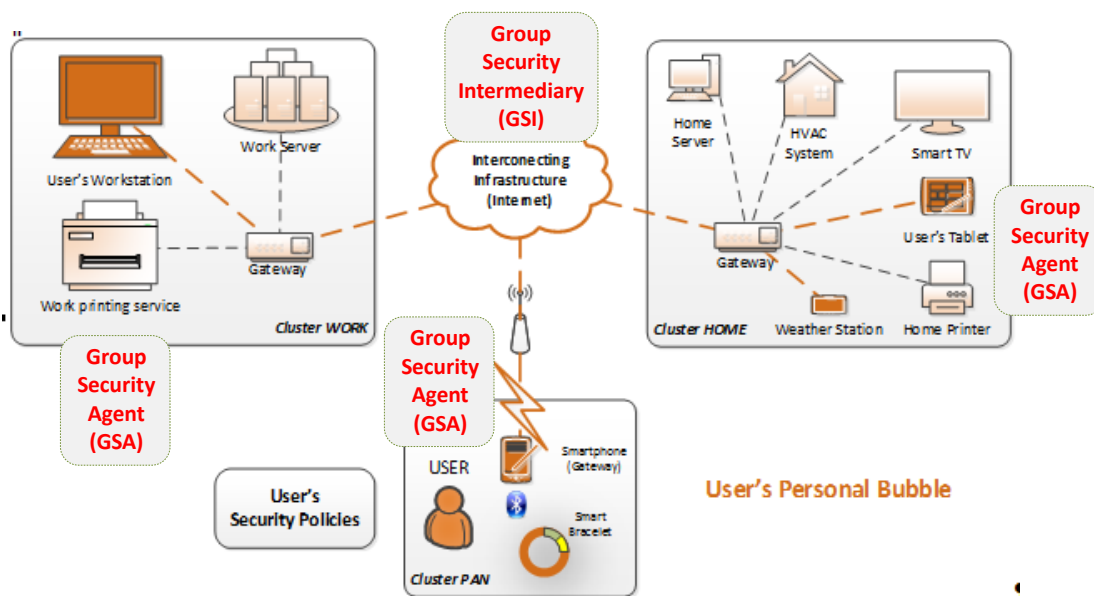 Group
Security
Intermediary
(GSI)
User's Workstation
Work Server
Work printing service
Gateway
Cluster WORK
Interconecting
Infrastructure
(Internet)
Home
Server
HVAC
System
Smart TV
User's Tablet
Gateway
Weather Station
Home Printer
Cluster HOME
Group
Security
Agent
(GSA)
Group
Security
Agent
(GSA)
Group
Security
Agent
(GSA)
User's
Security Policies
USER
Smartphone
(Gateway)
Smart
Bracelet
Cluster PAN
User's Personal Bubble